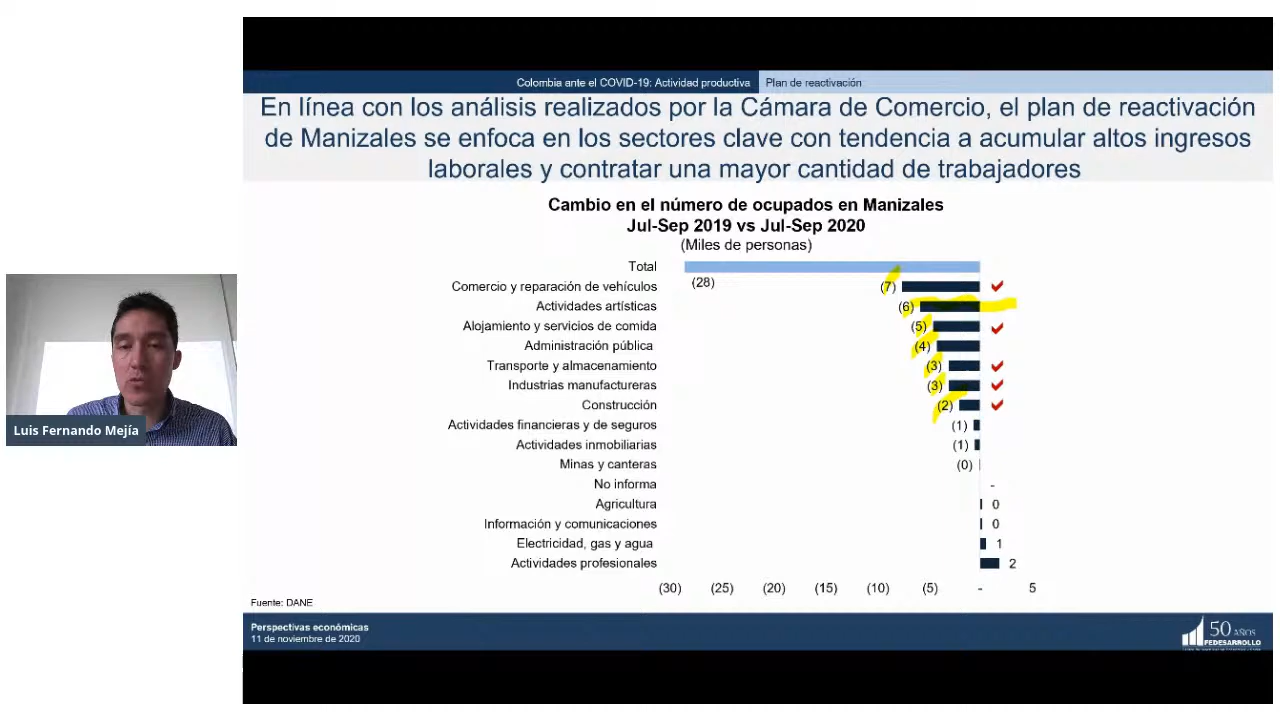 Colombia ante el COVID-19: Actividad productiva Plan de reactivación
En línea con los análisis realizados por la Cámara de Comercio, el plan de reactivación
de Manizales se enfoca en los sectores clave con tendencia a acumular altos ingresos
laborales y contratar una mayor cantidad de trabajadores
Cambio en el número de ocupados en Manizales
Jul-Sep 2019 vs Jul-Sep 2020
(Miles de personas)
Total (28)
Comercio y reparación de vehículos (7)
Actividades artísticas (6)
Alojamiento y servicios de comida (5)
Administración pública (4)
Transporte y almacenamiento (3)
Industrias manufactureras (3)
Construcción (2)
Actividades financieras y de seguros (1)
Actividades inmobiliarias (1)
Minas y canteras (0)
No informa -
Agricultura 0
Información y comunicaciones 0
Electricidad, gas y agua 1
Actividades profesionales 2
(30) (25) (20) (15) (10) (5) - 5
Fuente: DANE
Perspectivas económicas
11 de noviembre de 2020
50 AÑOS
FEDESARROLLO
Luis Fernando Mejía